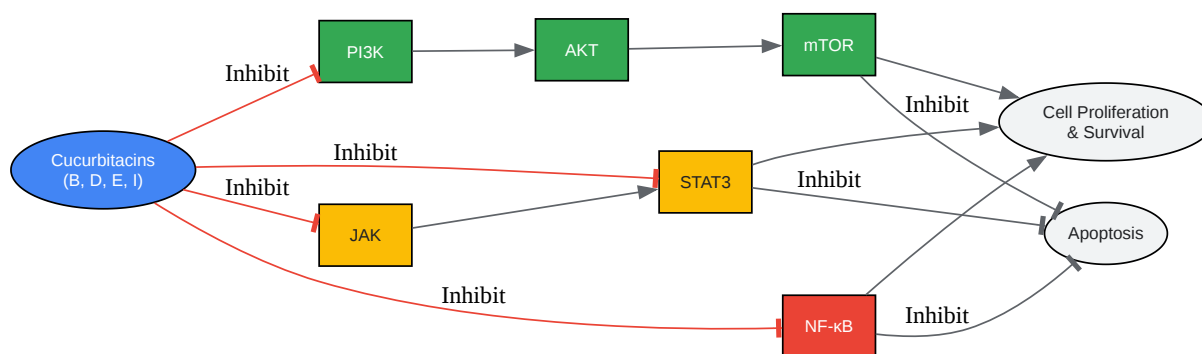 PI3K
AKT
mTOR
Inhibit
Inhibit
Cell Proliferation
& Survival
Cucurbitacins
(B, D, E, I)
Inhibit
STAT3
Inhibit
Inhibit
JAK
Apoptosis
Inhibit
NF-κB
Inhibit